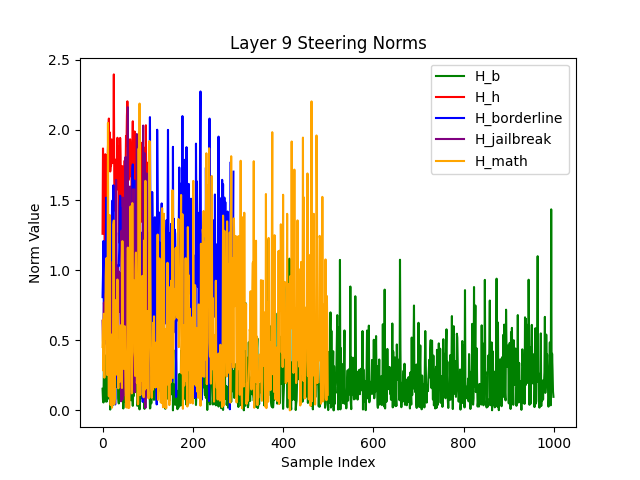 Layer 9 Steering Norms
2.5
2.0
1.5
1.0
0.5
0.0
Norm Value
H_b
H_h
H_borderline
H_jailbreak
H_math
0 200 400 600 800 1000
Sample Index